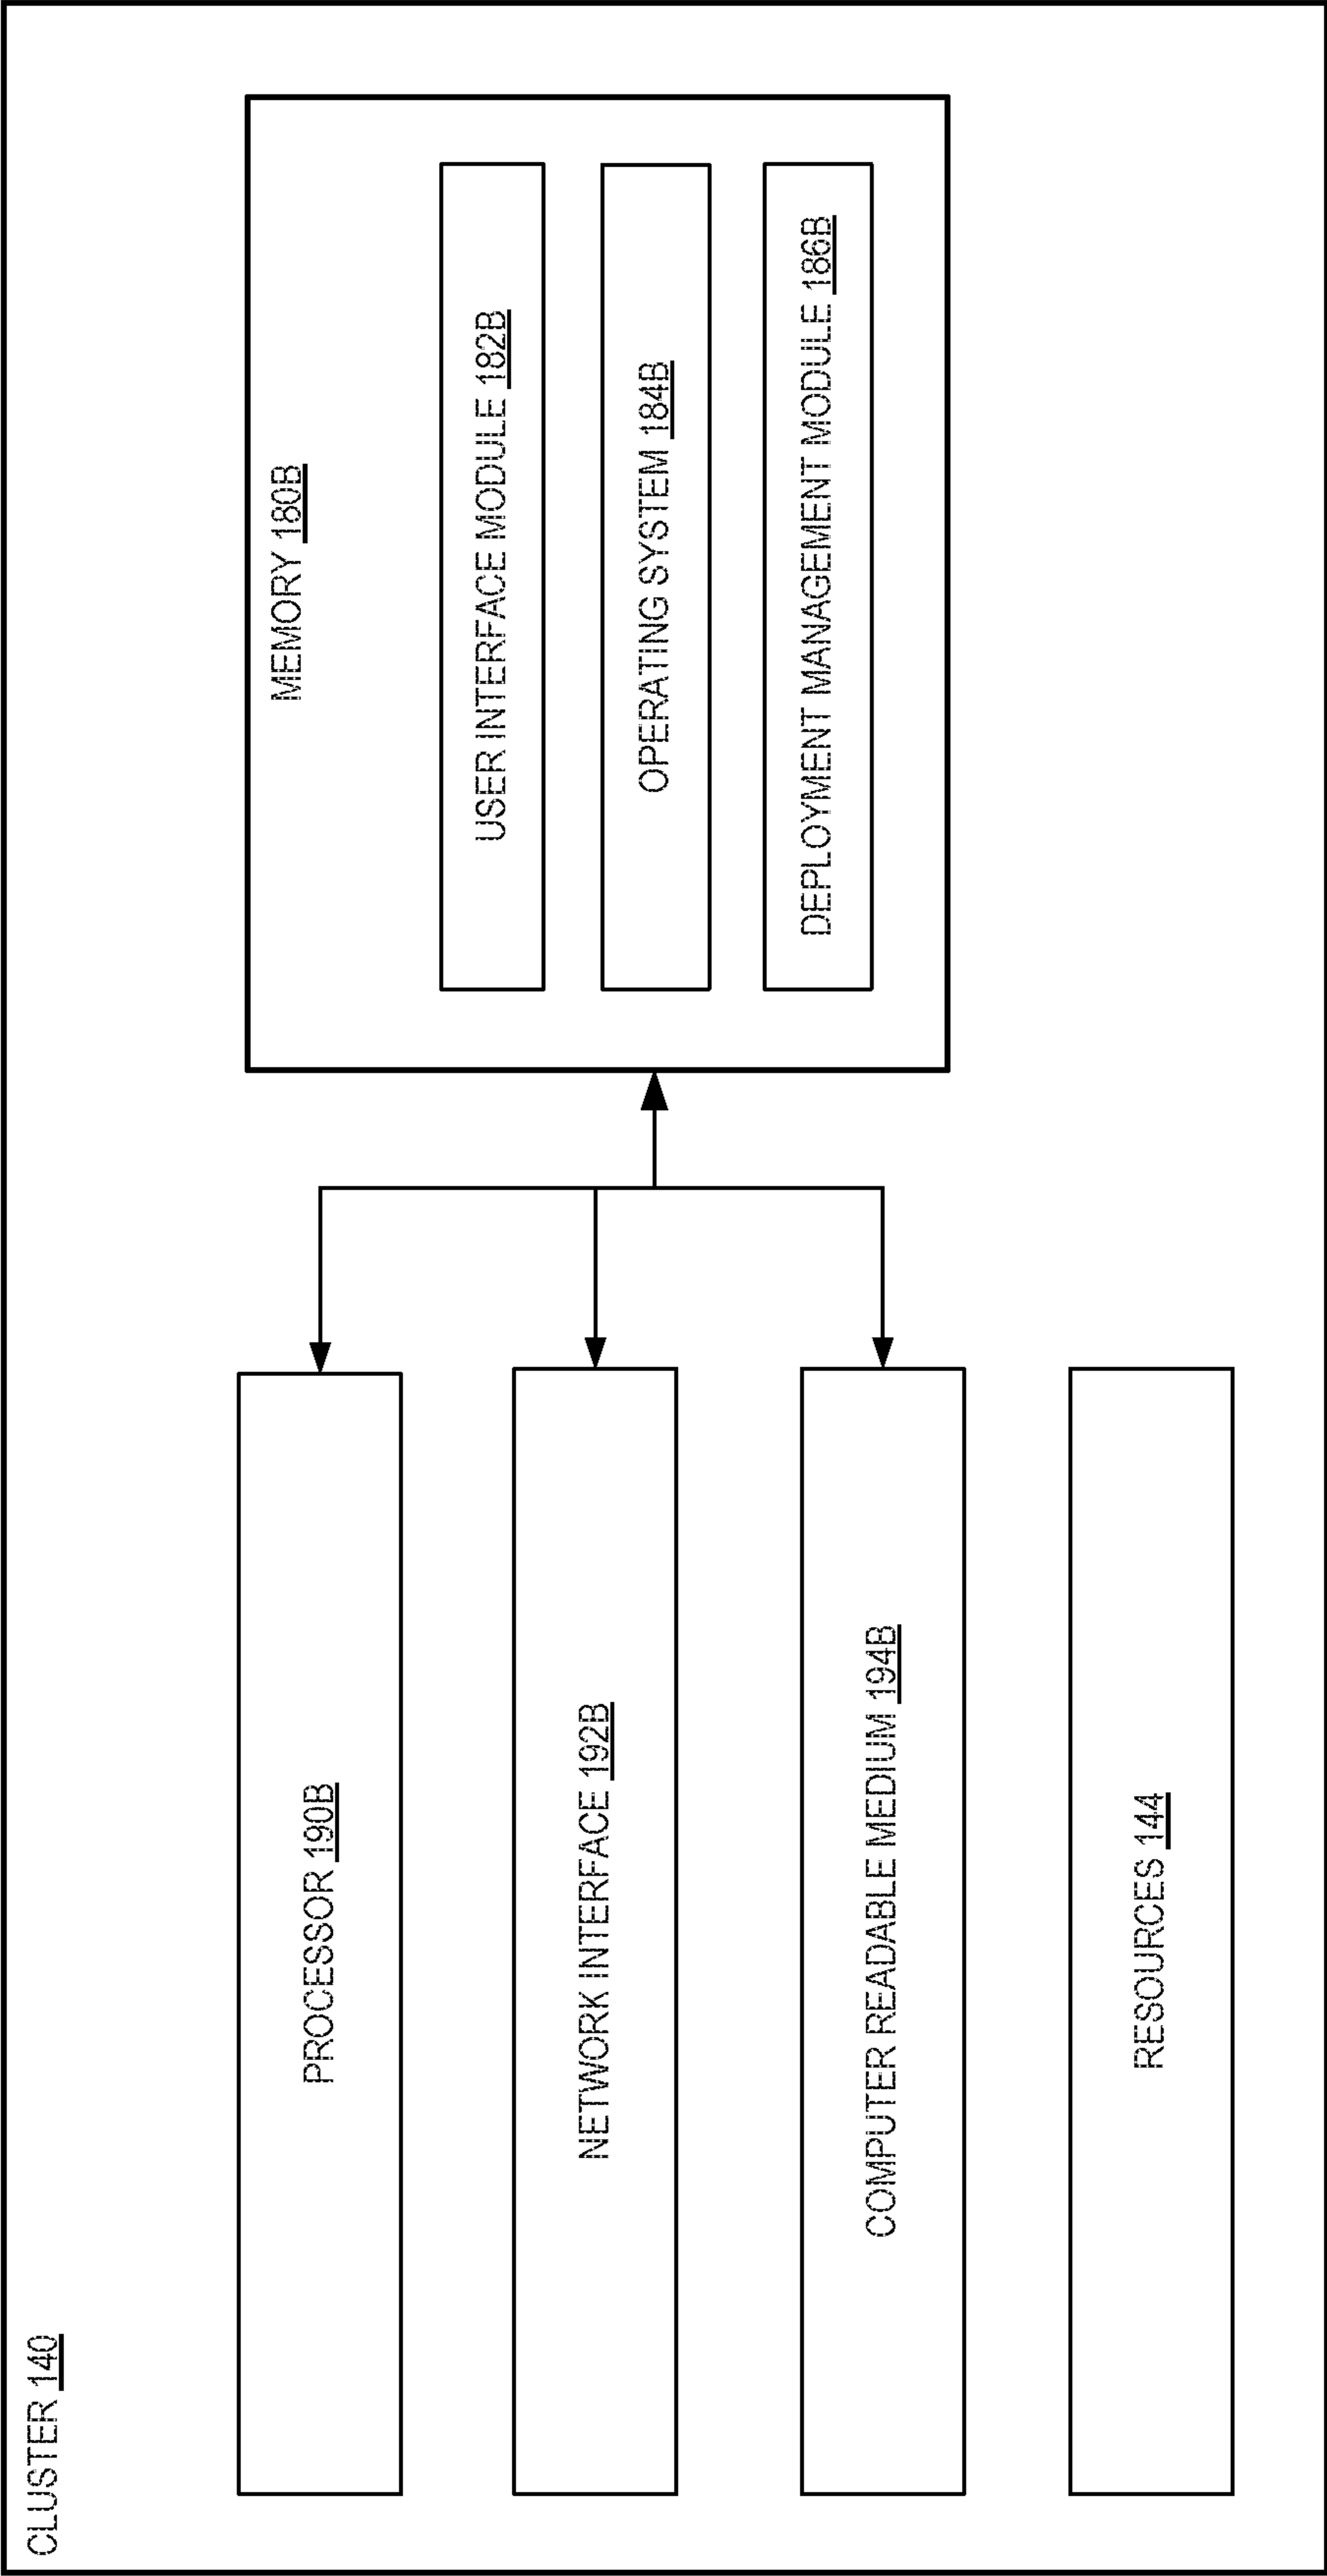 CLUSTER 140
PROCESSOR 190B
NETWORK INTERFACE 192B
COMPUTER READABLE MEDIUM 194B
RESOURCES 144
MEMORY 180B
USER INTERFACE MODULE 182B
OPERATING SYSTEM 184B
DEPLOYMENT MANAGEMENT MODULE 186B